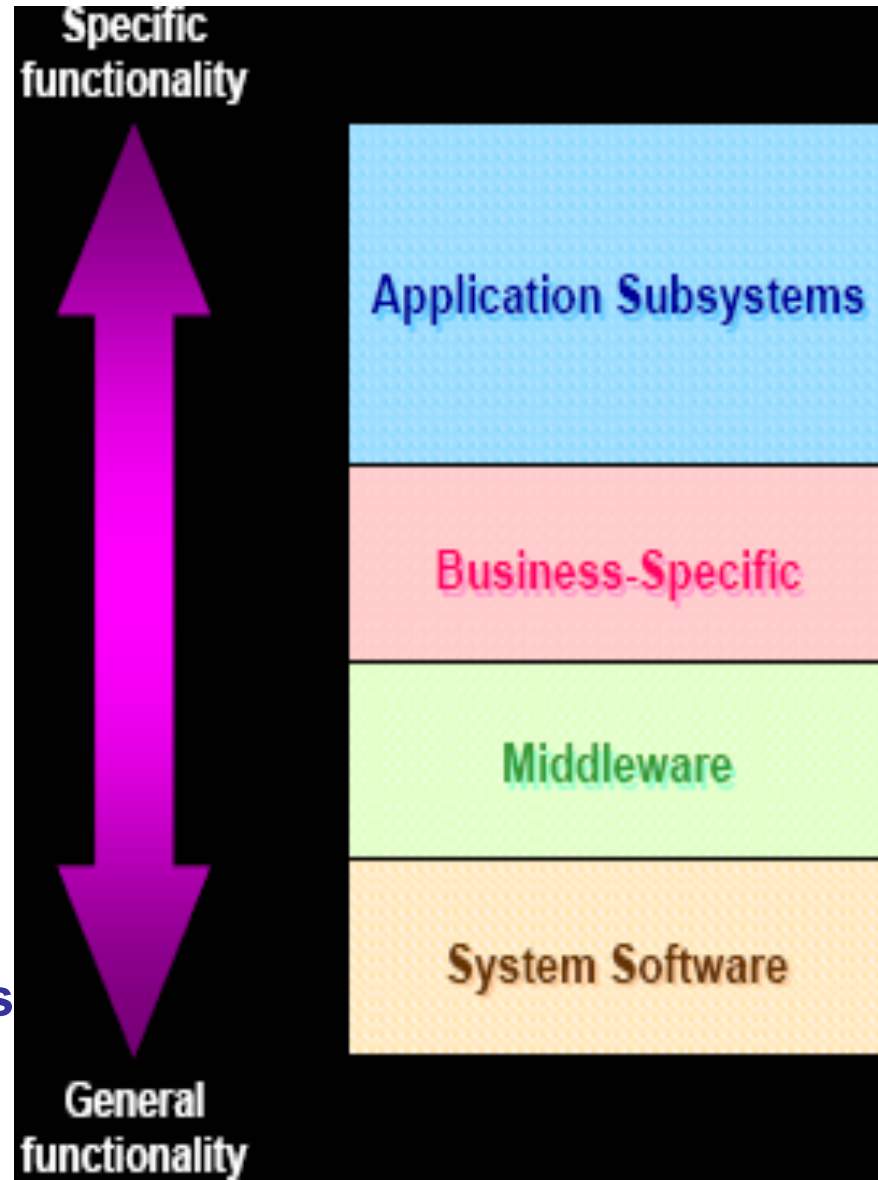 Specific
functionality
Application Subsystems
Business-Specific
Middleware
System Software
s
General
functionality